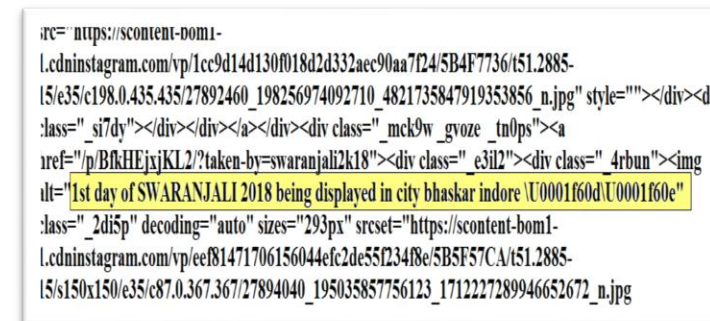 src="https://scontent-bom1-
l.cdninstagram.com/vp/1cc9d14d130f018d2d332aec90aa7f24/5B4F7736/t51.2885-
15/e35/c198.0.435.435/27892460_198256974092710_4821735847919353856_n.jpg" style=""></div><d
class="_si7dy"></div></div></a></div><div class="_mck9w _gvoze _tn0ps"><a
href="/p/BfkHEjxjKL2/?taken-by=swaranjali2k18"><div class="_e3il2"><div class="_4rbun"><img
alt="1st day of SWARANJALI 2018 being displayed in city bhaskar indore \U0001f60d\U0001f60e"
class="_2di5p" decoding="auto" sizes="293px" srcset="https://scontent-bom1-
l.cdninstagram.com/vp/eef81471706156044efc2de55f234f8e/5B5F57CA/t51.2885-
15/s150x150/e35/c87.0.367.367/27894040_195035857756123_1712227289946652672_n.jpg